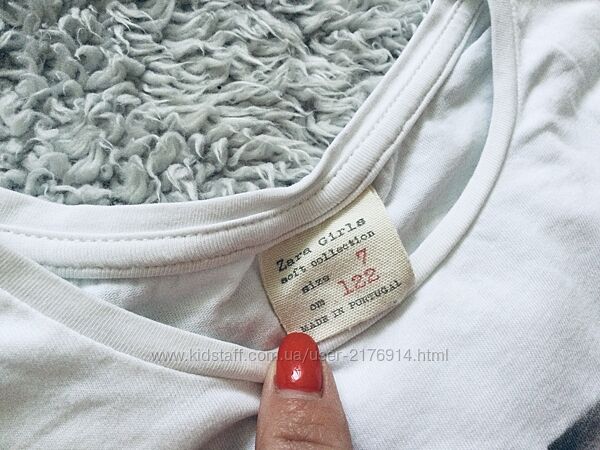 Zara Girls
soft collection
size 7
cm 122
MADE IN PORTUGAL
www.kidstaff.com.ua/user-2176914.html